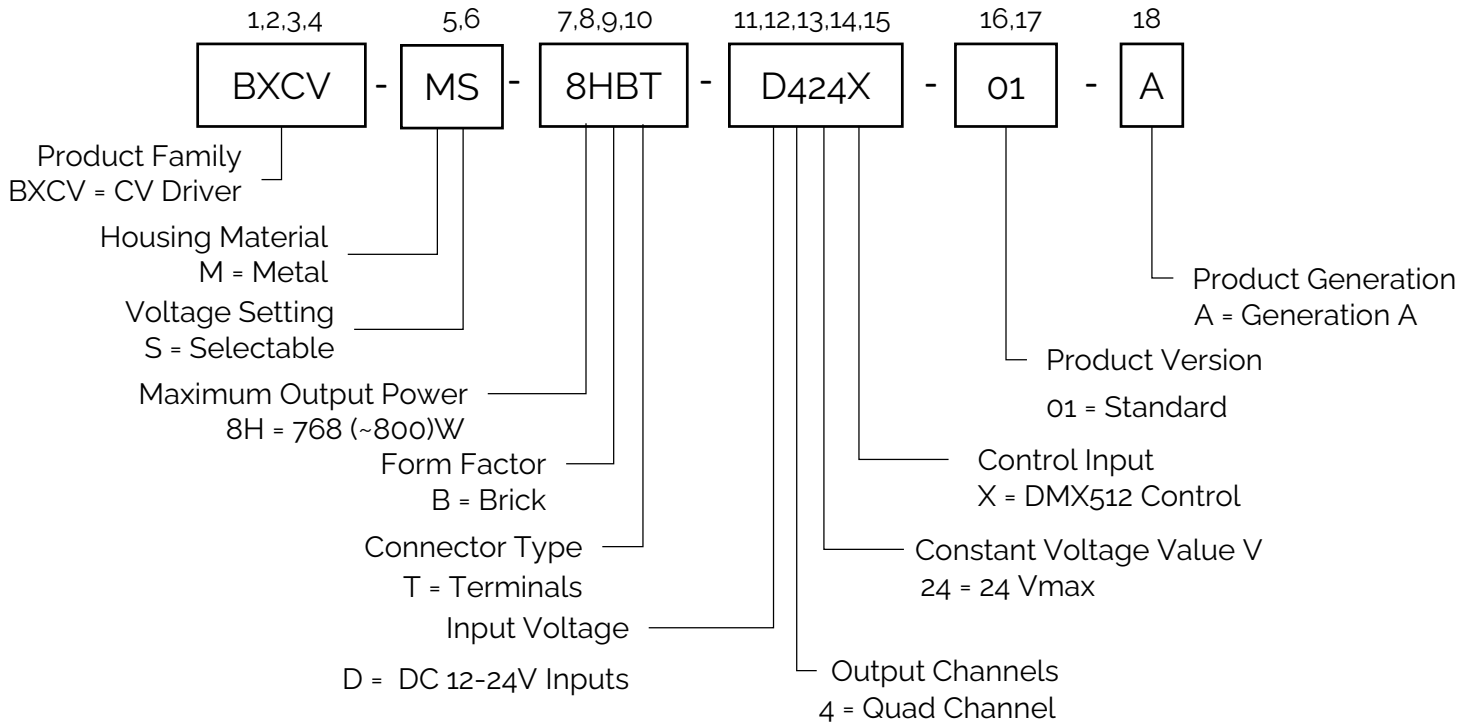 1,2,3,4 5,6 7,8,9,10 11,12,13,14,15 16,17 18
BXCV - MS - 8HBT - D424X - 01 - A
Product Family
BXCV = CV Driver
Housing Material
M = Metal
Voltage Setting
S = Selectable
Maximum Output Power
8H = 768 (~800)W
Form Factor
B = Brick
Connector Type
T = Terminals
Input Voltage
D = DC 12-24V Inputs
Output Channels
4 = Quad Channel
Constant Voltage Value V
24 = 24 Vmax
Control Input
X = DMX512 Control
Product Version
01 = Standard
Product Generation
A = Generation A